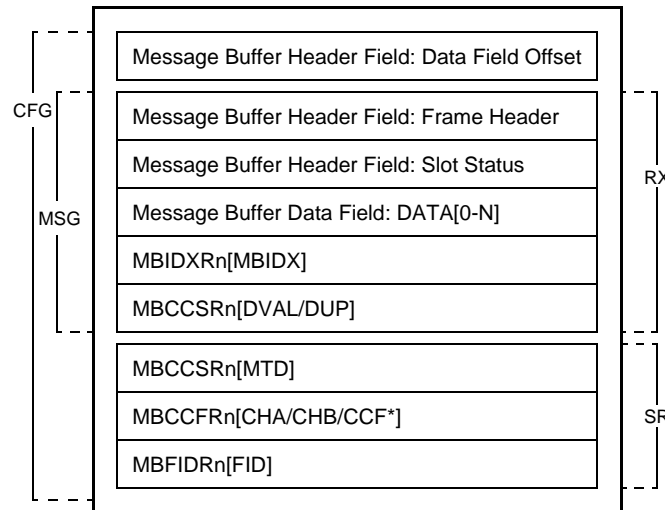 Message Buffer Header Field: Data Field Offset
CFG
Message Buffer Header Field: Frame Header
Message Buffer Header Field: Slot Status
RX
MSG
Message Buffer Data Field: DATA[0-N]
MBIDXRn[MBIDX]
MBCCSRn[DVAL/DUP]
MBCCSRn[MTD]
MBCCFRn[CHA/CHB/CCF*]
SR
MBFIDRn[FID]